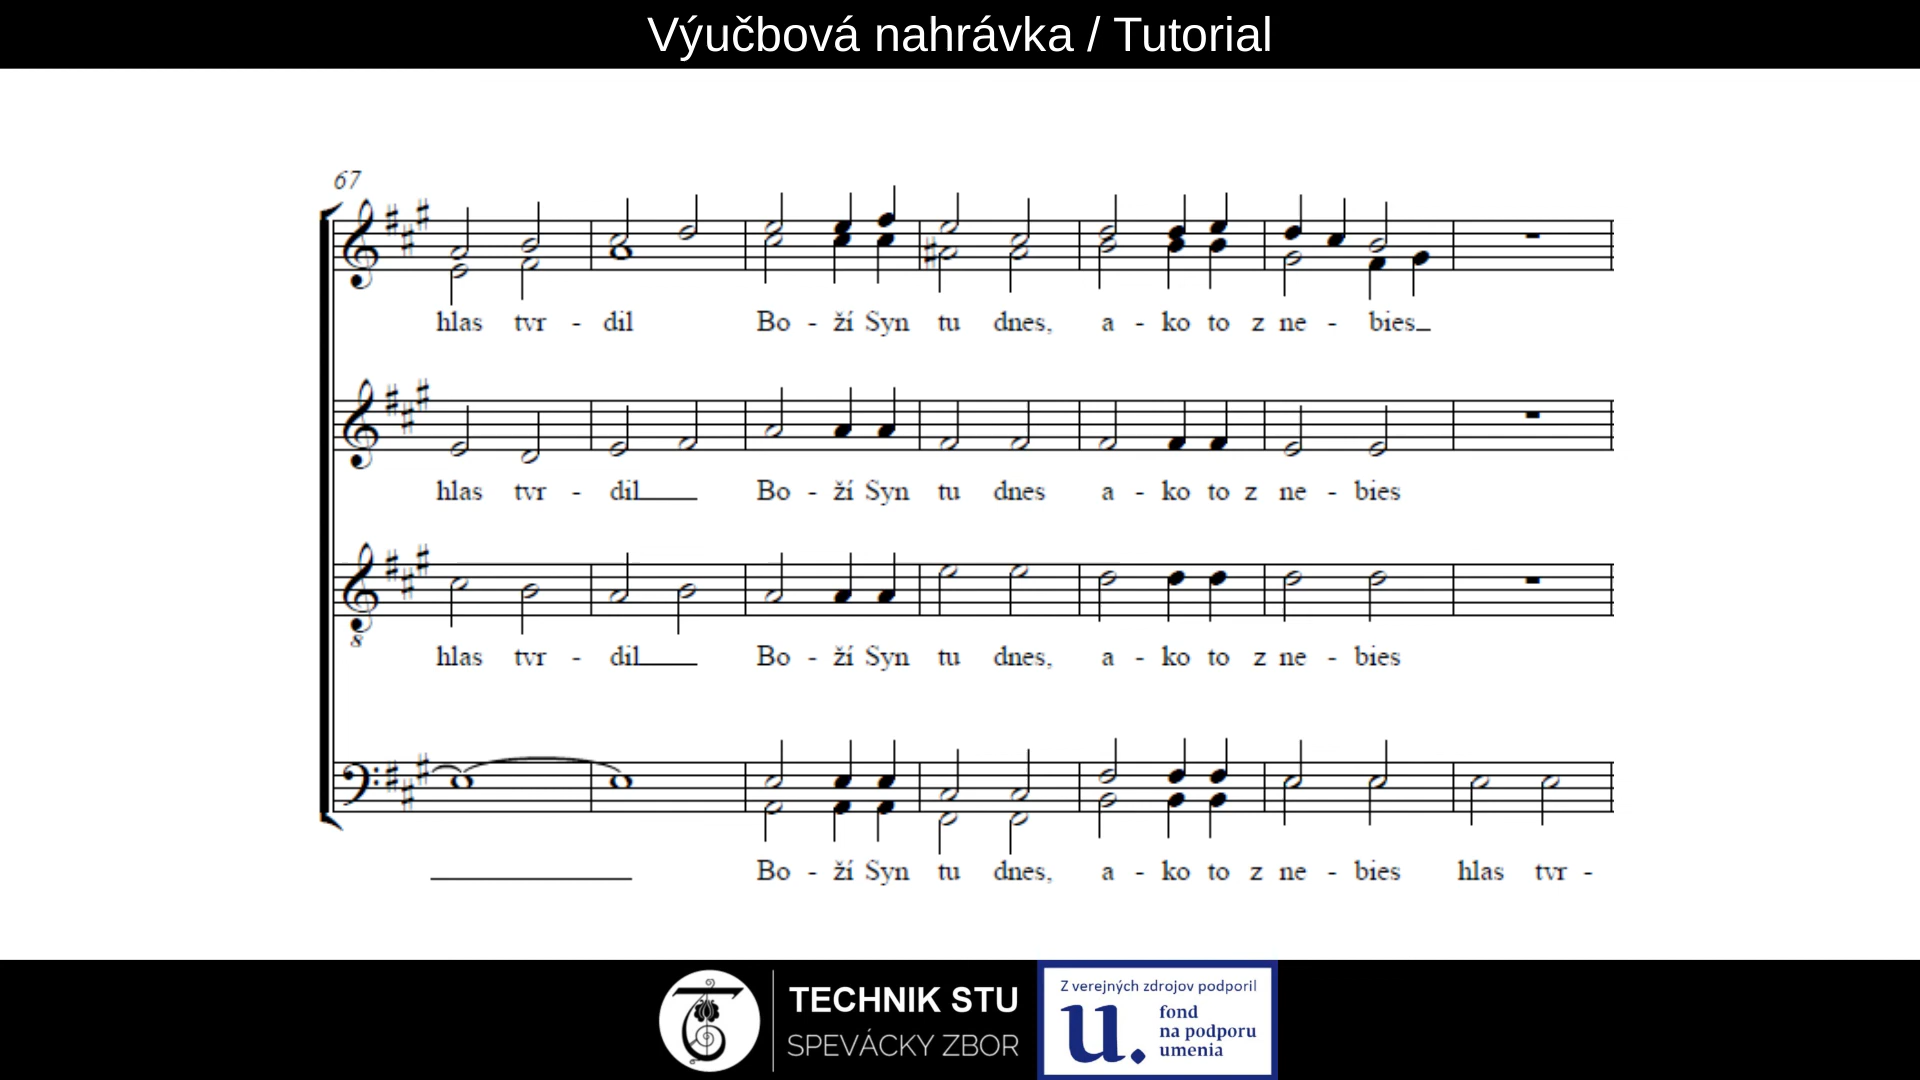 Výučbová nahrávka / Tutorial
67
hlas tvr - dil Bo - ží Syn tu dnes, a - ko to z ne - bies_
hlas tvr - dil____ Bo - ží Syn tu dnes a - ko to z ne - bies
8
hlas tvr - dil____ Bo - ží Syn tu dnes, a - ko to z ne - bies
Bo - ží Syn tu dnes, a - ko to z ne - bies hlas tvr -
TECHNIK STU
SPEVÁCKY ZBOR
Z verejných zdrojov podporil
u.
fond
na podporu
umenia